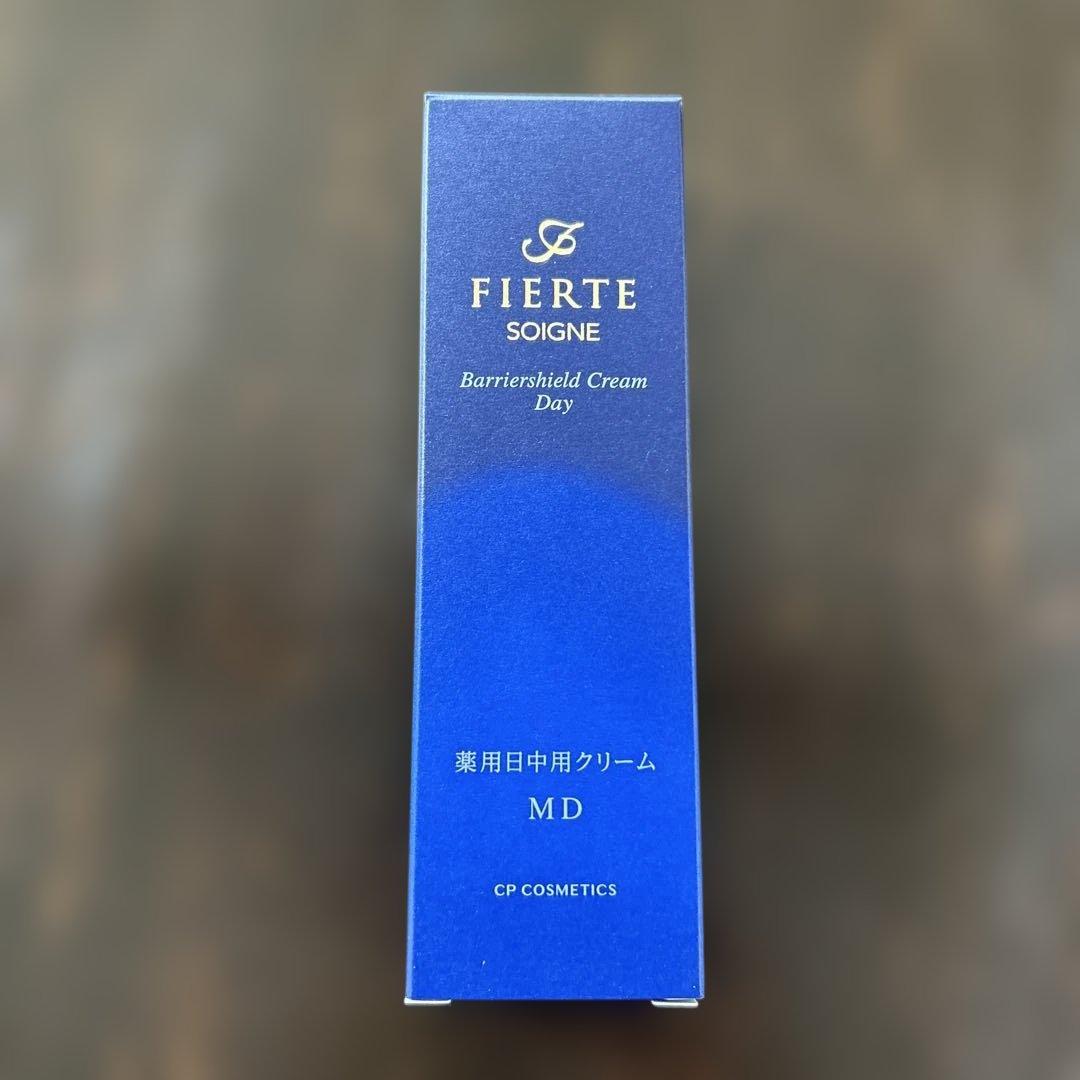 FIERTE
SOIGNE
Barriershield Cream
Day
薬用日中用クリーム
MD
CP COSMETICS